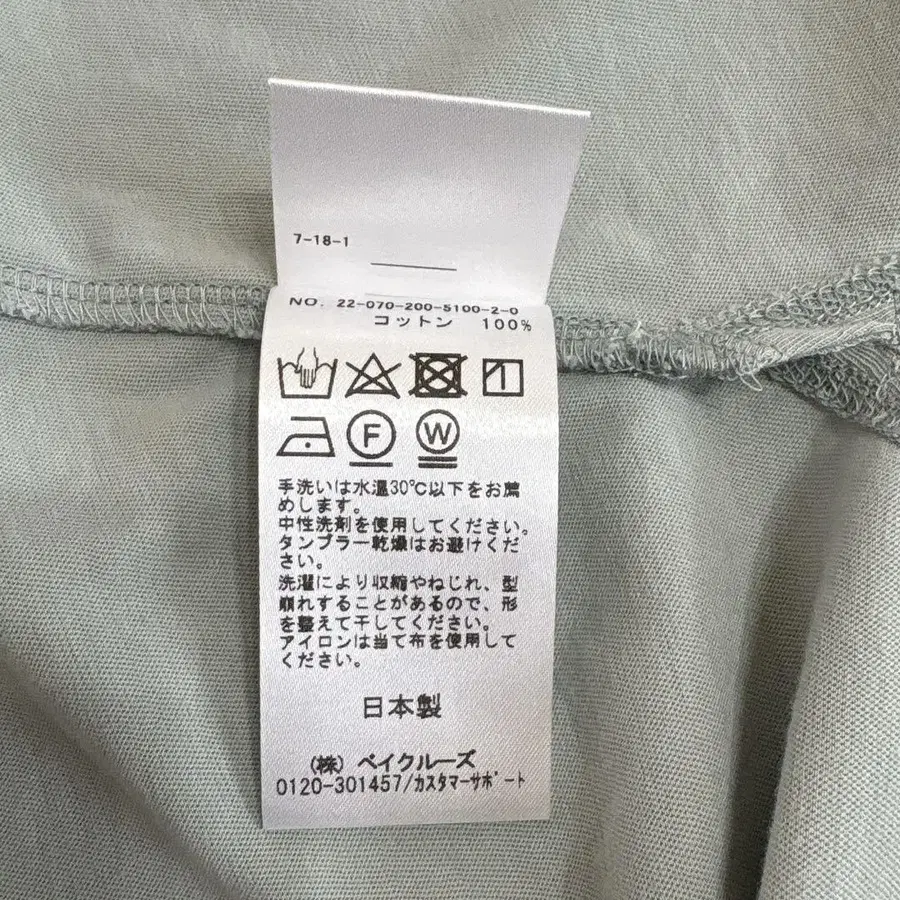 7-18-1
NO. 22-070-200-5100-2-0
コットン 100%
F W
手洗いは水温30℃以下をお薦
めします。
中性洗剤を使用してください。
タンブラー乾燥はお避けくだ
さい。
洗濯により収縮やねじれ、型
崩れすることがあるので、形
を整えて干してください。
アイロンは当て布を使用して
ください。
日本製
(株) ベイクルーズ
0120-301457/カスタマーサポート